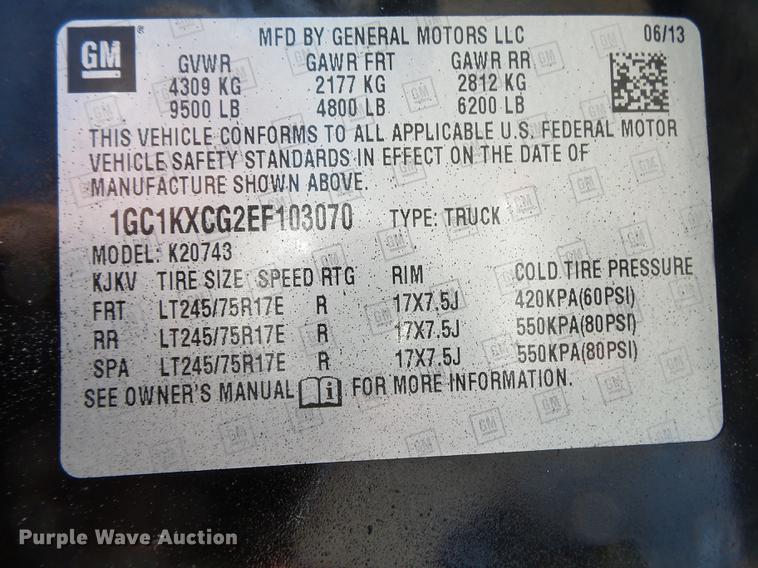 GM MFD BY GENERAL MOTORS LLC 06/13
GVWR GAWR FRT GAWR RR
4309 KG 2177 KG 2812 KG
9500 LB 4800 LB 6200 LB
THIS VEHICLE CONFORMS TO ALL APPLICABLE U.S. FEDERAL MOTOR
VEHICLE SAFETY STANDARDS IN EFFECT ON THE DATE OF
MANUFACTURE SHOWN ABOVE.
1GC1KXCG2EF103070 TYPE: TRUCK
MODEL: K20743
KJKV TIRE SIZE SPEED RTG RIM COLD TIRE PRESSURE
FRT LT245/75R17E R 17X7.5J 420KPA(60PSI)
RR LT245/75R17E R 17X7.5J 550KPA(80PSI)
SPA LT245/75R17E R 17X7.5J 550KPA(80PSI)
SEE OWNER'S MANUAL i FOR MORE INFORMATION.
Purple Wave Auction